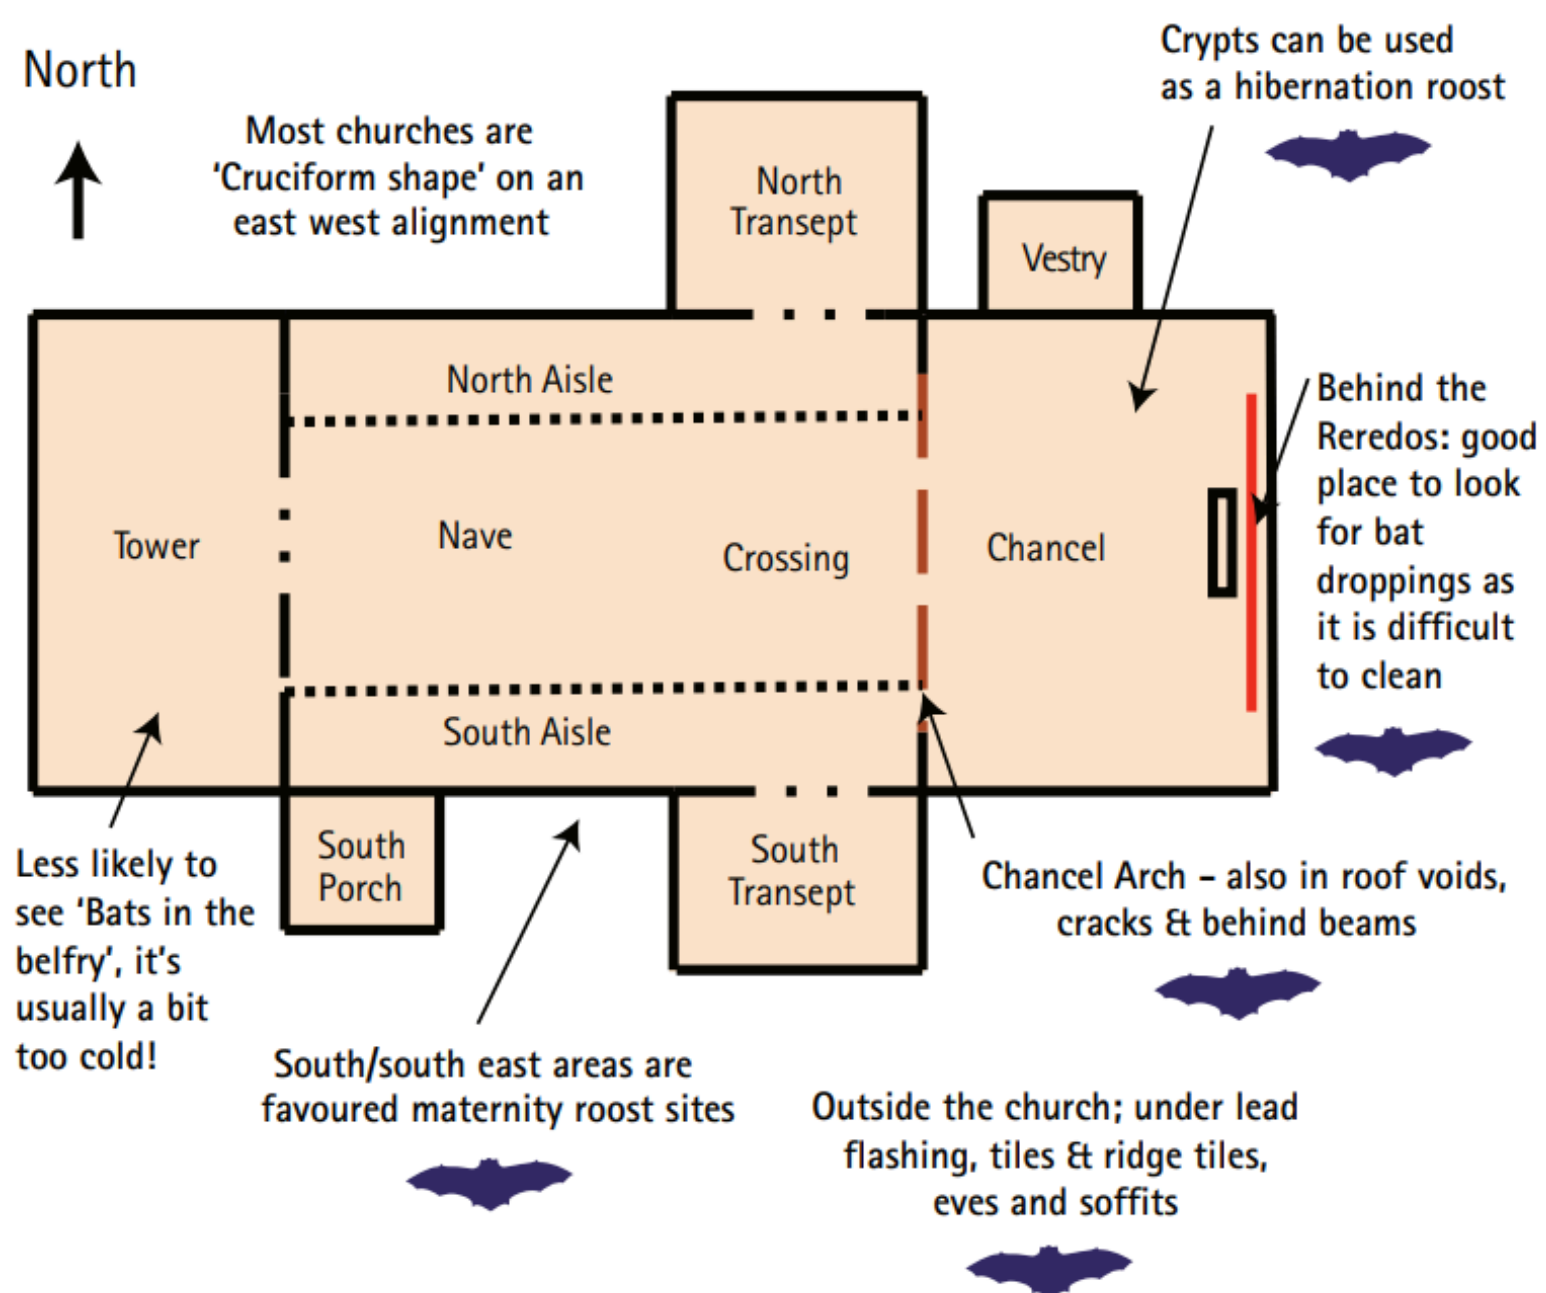 North
Most churches are
‘Cruciform shape’ on an
east west alignment
Crypts can be used
as a hibernation roost
North
Transept
Vestry
North Aisle
Tower
Nave
Crossing
Chancel
South Aisle
South
Porch
South
Transept
Behind the
Reredos: good
place to look
for bat
droppings as
it is difficult
to clean
Less likely to
see ‘Bats in the
belfry’, it's
usually a bit
too cold!
South/south east areas are
favoured maternity roost sites
Chancel Arch – also in roof voids,
cracks & behind beams
Outside the church; under lead
flashing, tiles & ridge tiles,
eves and soffits